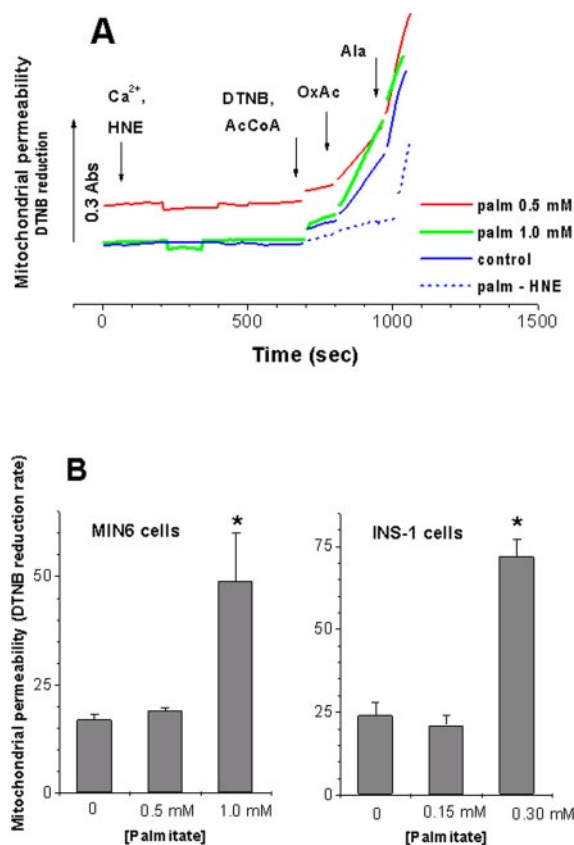 A
Ca2+,
HNE
DTNB,
AcCoA
OxAc
Ala
Mitochondrial permeability
DTNB reduction
0.3 Abs
palm 0.5 mM
palm 1.0 mM
control
palm - HNE
0 500 1000 1500
Time (sec)
B
Mitochondrial permeability (DTNB reduction rate)
MIN6 cells
*
50
25
0
0 0.5 mM 1.0 mM
[Palmitate]
INS-1 cells
*
75
50
25
0
0 0.15 mM 0.30 mM
[Palmitate]